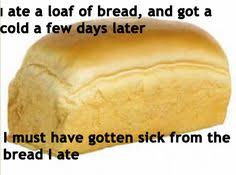 I ate a loaf of bread, and got a
cold a few days later
I must have gotten sick from the
bread I ate